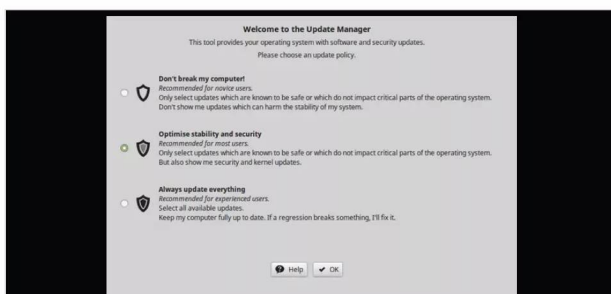 Welcome to the Update Manager
This tool provides your operating system with software and security updates.
Please choose an update policy.
Don't break my computer!
Recommended for novice users.
Only select updates which are known to be safe or which do not impact critical parts of the operating system.
Don't show me updates which can harm the stability of my system.
Optimise stability and security
Recommended for most users.
Only select updates which are known to be safe or which do not impact critical parts of the operating system.
But also show me security and kernel updates.
Always update everything
Recommended for experienced users.
Select all available updates.
Keep my computer fully up to date. If a regression breaks something, I'll fix it.
Help OK